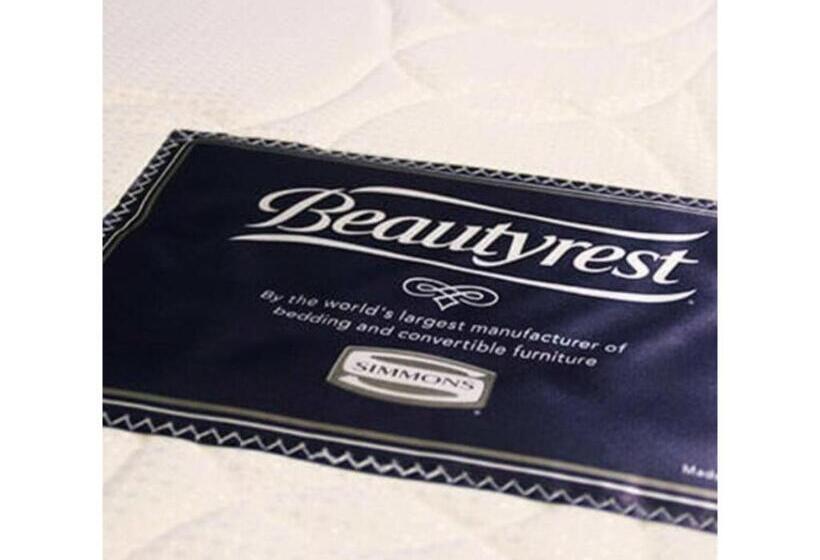 Beautyrest
By the world's largest manufacturer of
bedding and convertible furniture
SIMMONS